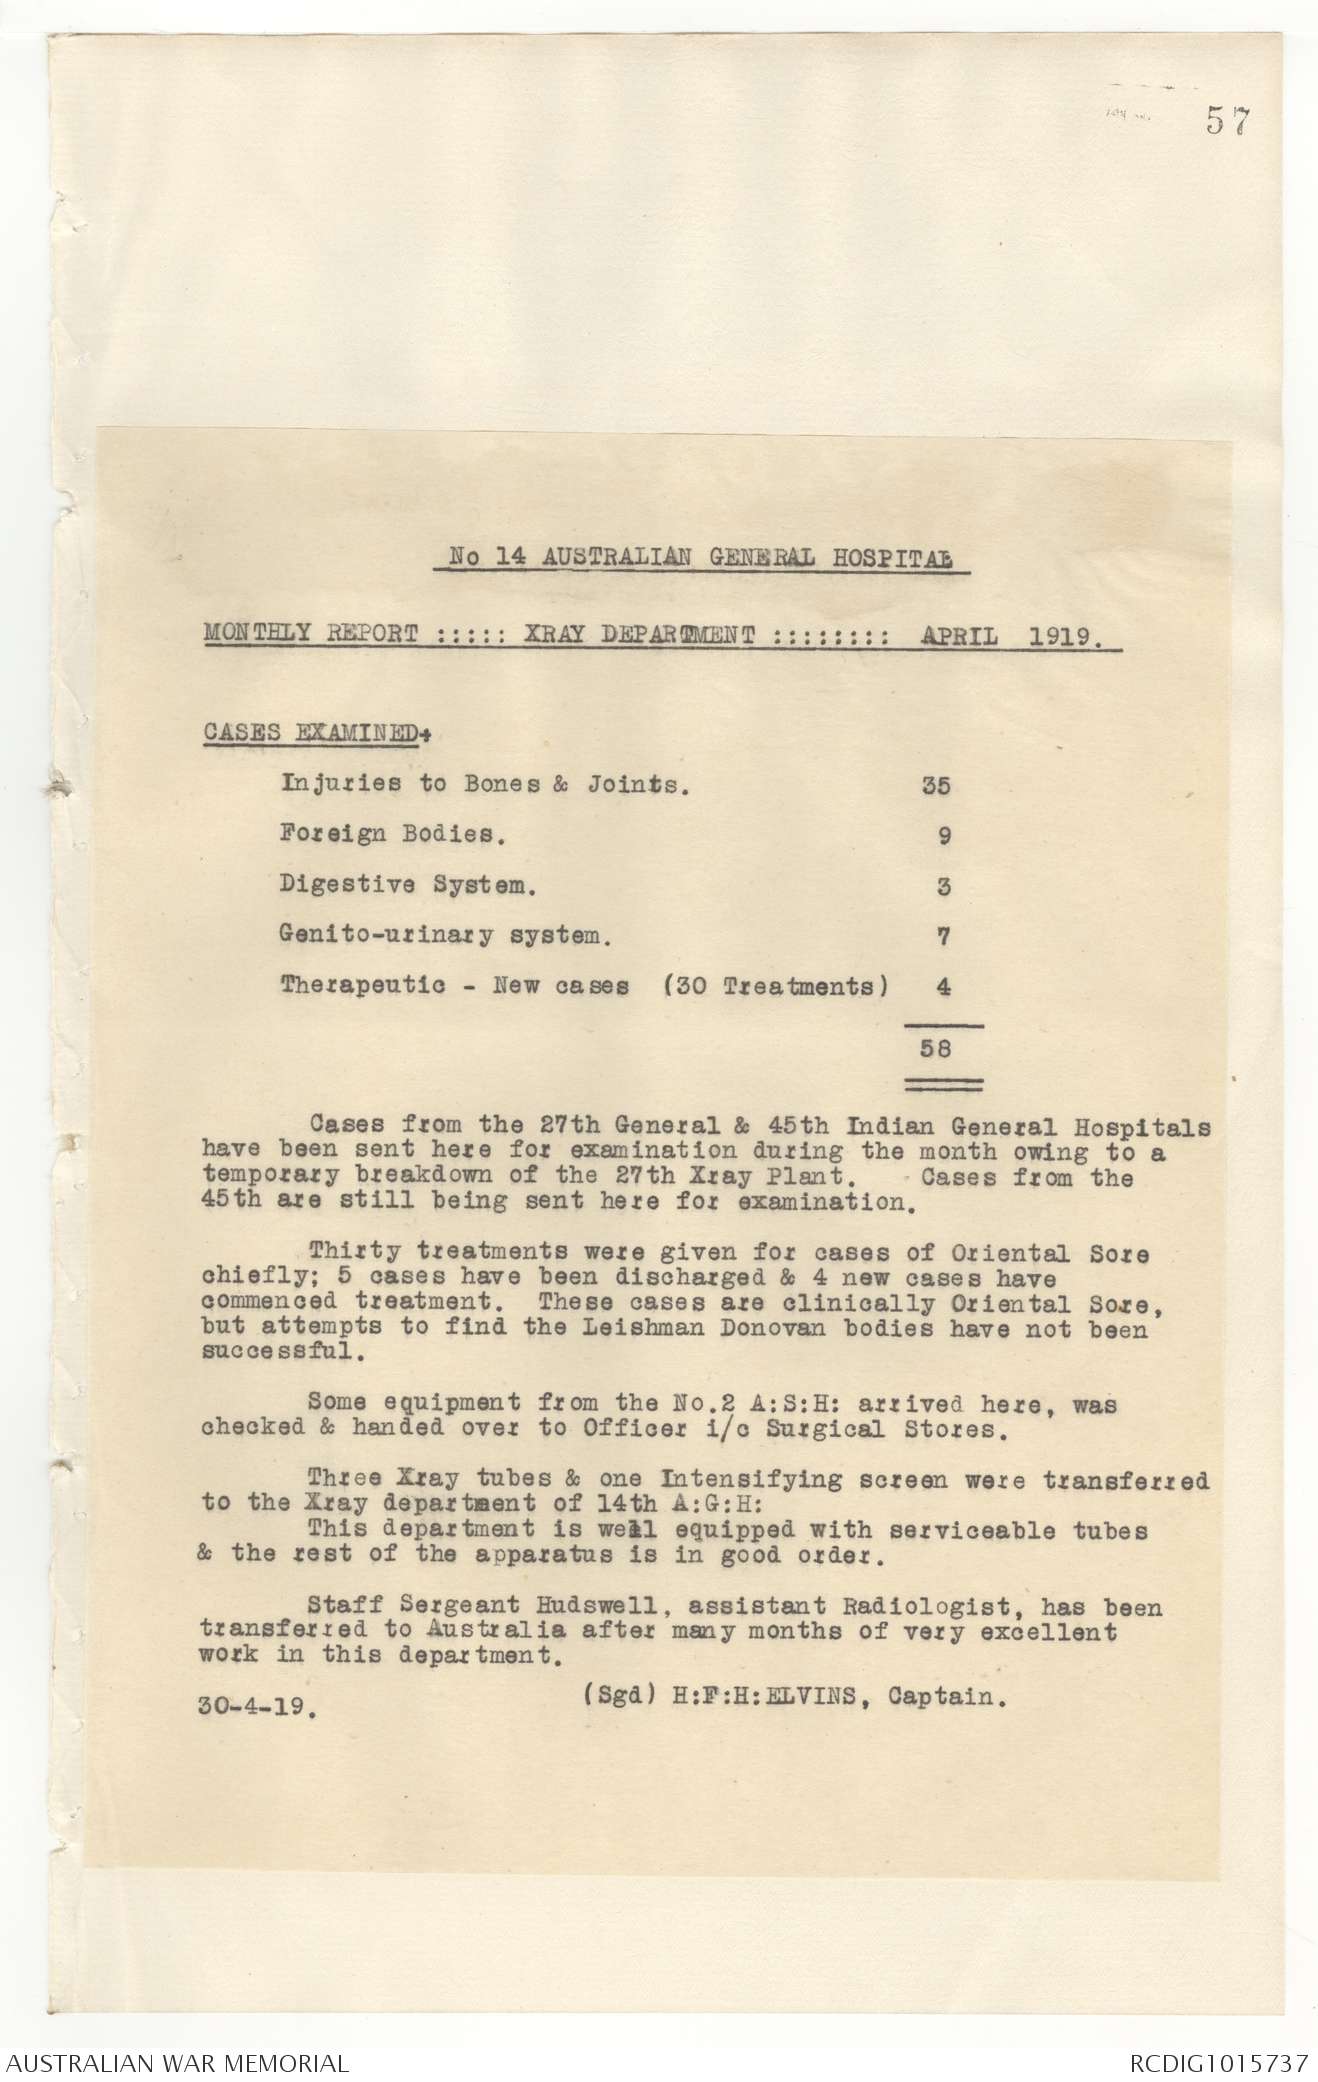 57
No 14 AUSTRALIAN GENERAL HOSPITAL
MONTHLY REPORT ::::: XRAY DEPARTMENT :::::::: APRIL 1919.
CASES EXAMINED+
Injuries to Bones & Joints. 35
Foreign Bodies. 9
Digestive System. 3
Genito-urinary system. 7
Therapeutic - New cases (30 Treatments) 4
58
Cases from the 27th General & 45th Indian General Hospitals
have been sent here for examination during the month owing to a
temporary breakdown of the 27th Xray Plant. Cases from the
45th are still being sent here for examination.
Thirty treatments were given for cases of Oriental Sore
chiefly; 5 cases have been discharged & 4 new cases have
commenced treatment. These cases are clinically Oriental Sore,
but attempts to find the Leishman Donovan bodies have not been
successful.
Some equipment from the No.2 A:S:H: arrived here, was
checked & handed over to Officer i/c Surgical Stores.
Three Xray tubes & one Intensifying screen were transferred
to the Xray department of 14th A:G:H:
This department is well equipped with serviceable tubes
& the rest of the apparatus is in good order.
Staff Sergeant Hudswell, assistant Radiologist, has been
transferred to Australia after many months of very excellent
work in this department.
30-4-19. (Sgd) H:F:H:ELVINS, Captain.
AUSTRALIAN WAR MEMORIAL RCDIG1015737